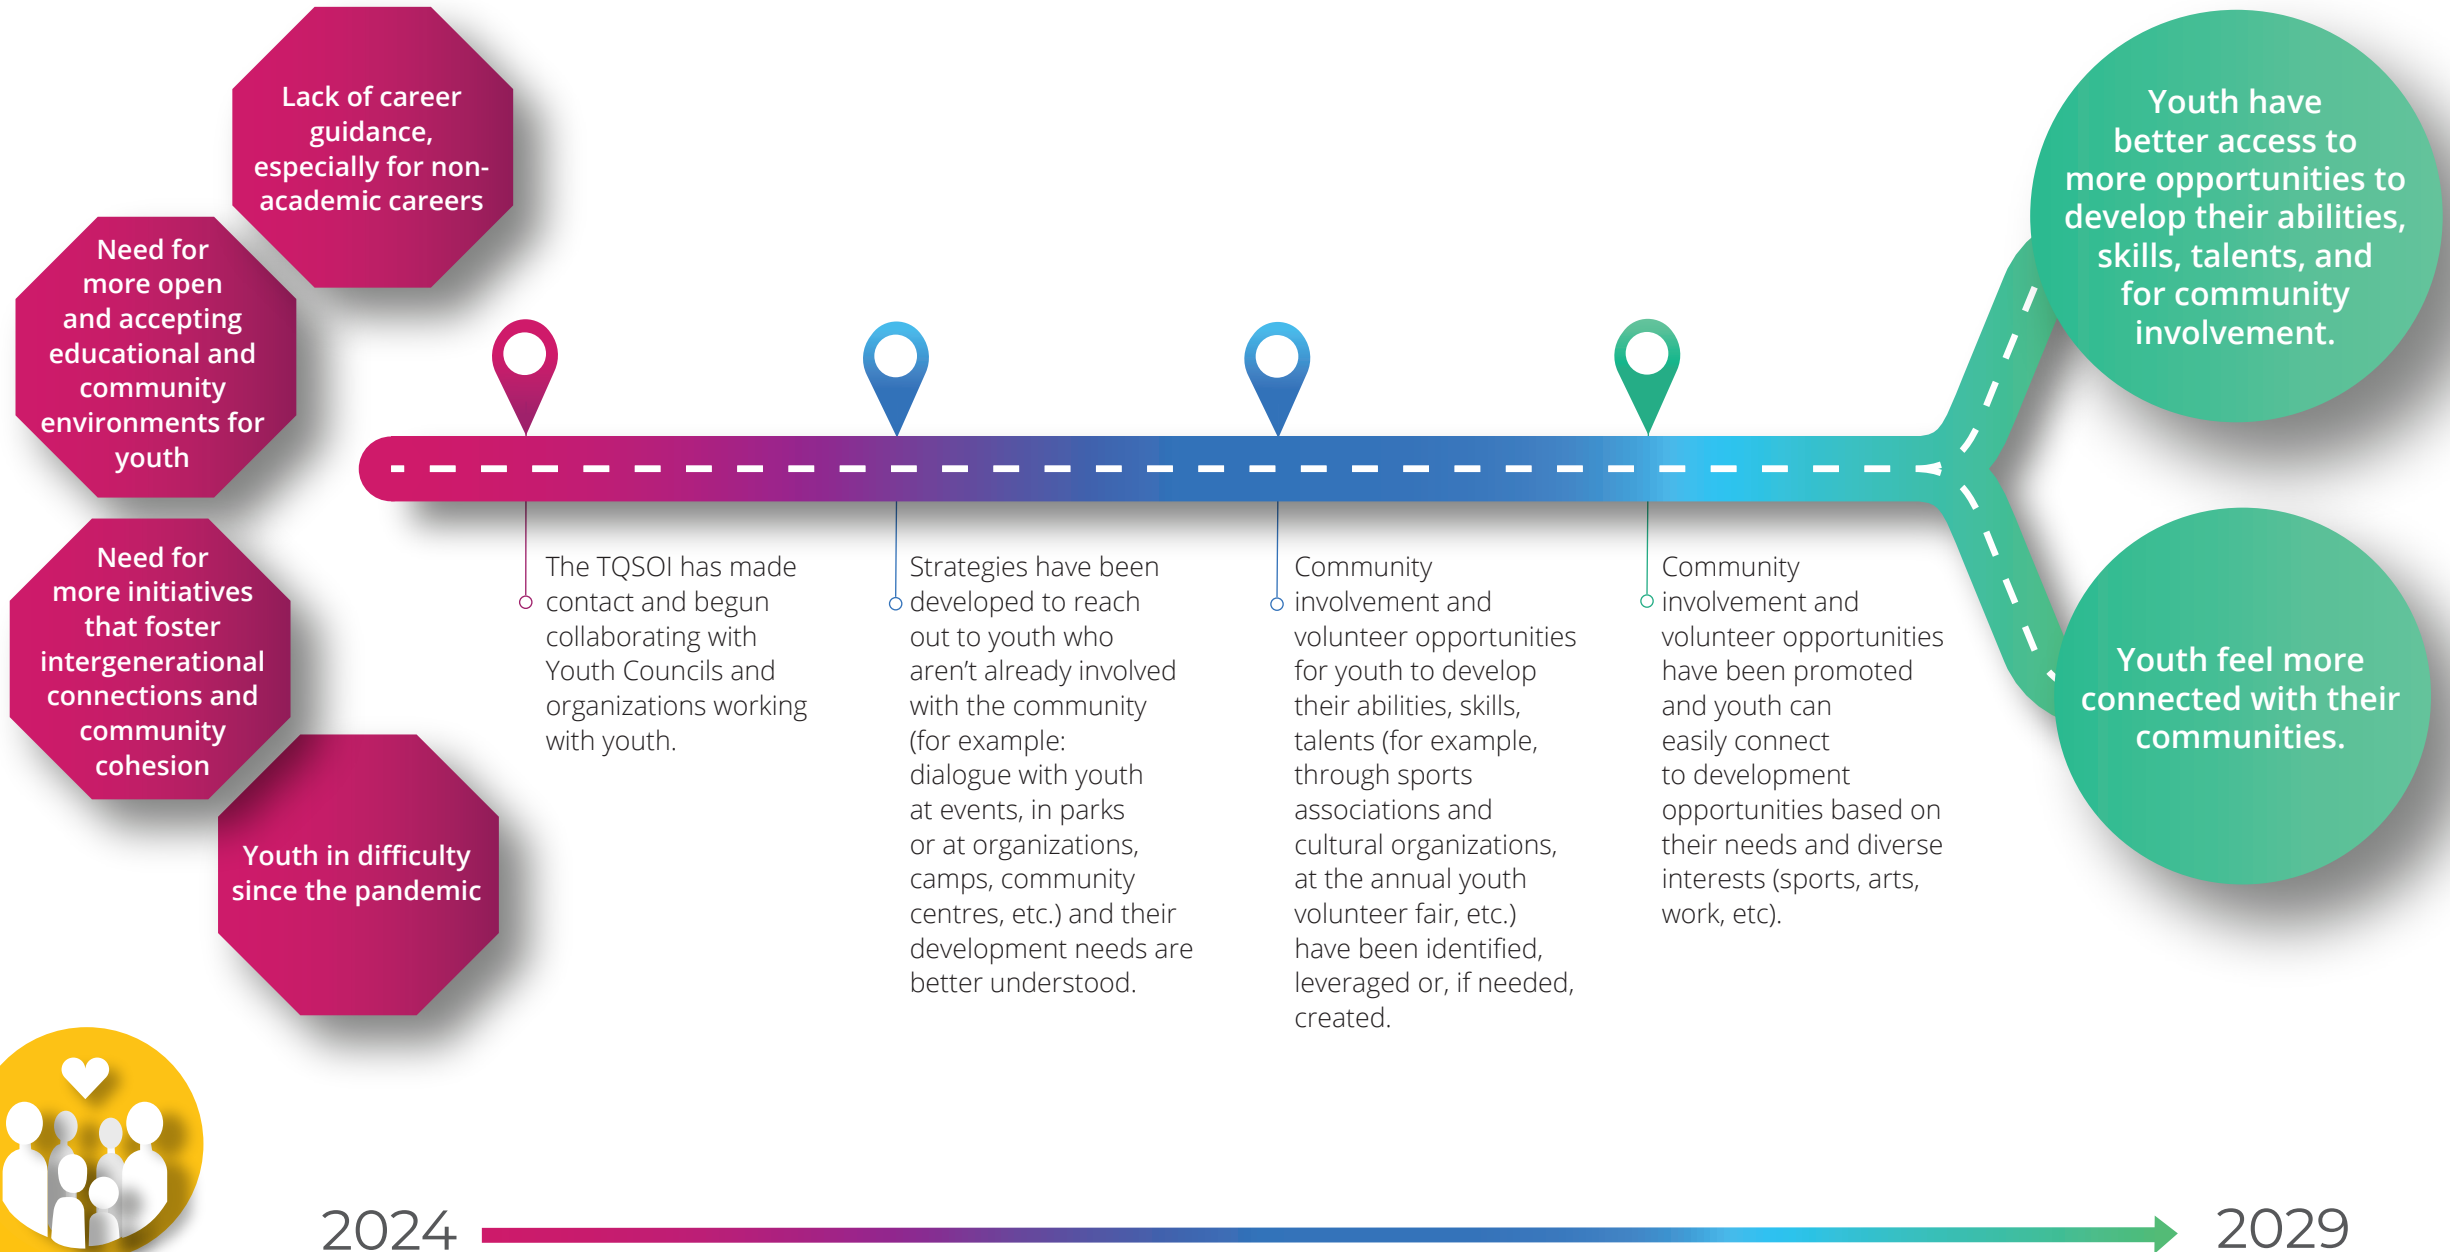 Lack of career
guidance,
especially for non-
academic careers
Need for
more open
and accepting
educational and
community
environments for
youth
Need for
more initiatives
that foster
intergenerational
connections and
community
cohesion
Youth in difficulty
since the pandemic
The TQSOI has made
contact and begun
collaborating with
Youth Councils and
organizations working
with youth.
Strategies have been
developed to reach
out to youth who
aren’t already involved
with the community
(for example:
dialogue with youth
at events, in parks
or at organizations,
camps, community
centres, etc.) and their
development needs are
better understood.
Community
involvement and
volunteer opportunities
for youth to develop
their abilities, skills,
talents (for example,
through sports
associations and
cultural organizations,
at the annual youth
volunteer fair, etc.)
have been identified,
leveraged or, if needed,
created.
Community
involvement and
volunteer opportunities
have been promoted
and youth can
easily connect
to development
opportunities based on
their needs and diverse
interests (sports, arts,
work, etc).
Youth have
better access to
more opportunities to
develop their abilities,
skills, talents, and
for community
involvement.
Youth feel more
connected with their
communities.
2024
2029